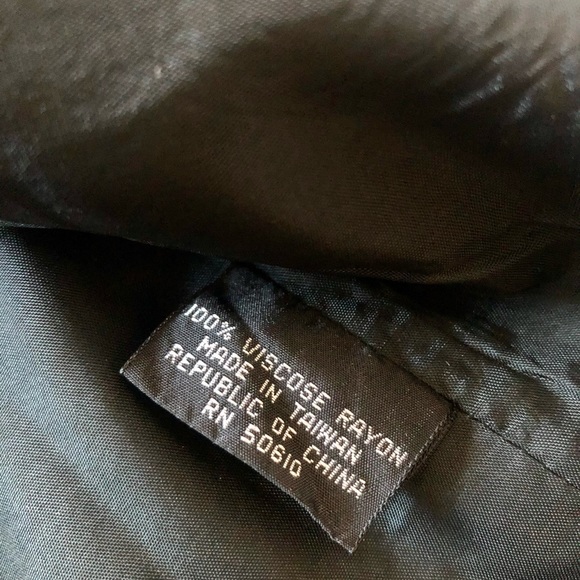 100% VISCOSE RAYON
MADE IN TAIWAN
REPUBLIC OF CHINA
RN 50610